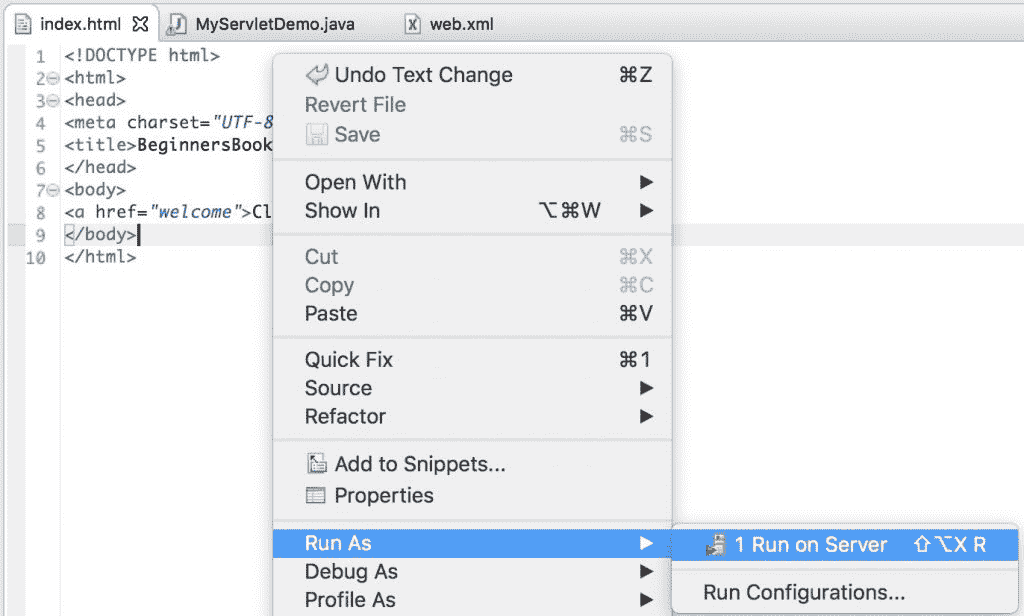 index.html MyServletDemo.java web.xml
1 <!DOCTYPE html>
2 <html>
3 <head>
4 <meta charset="UTF-8
5 <title>BeginnersBook
6 </head>
7 <body>
8 <a href="welcome">Cl
9 </body>
10 </html>
Undo Text Change ⌘Z
Revert File
Save ⌘S
Open With
Show In ⌥⌘W
Cut ⌘X
Copy ⌘C
Paste ⌘V
Quick Fix ⌘1
Source
Refactor
Add to Snippets...
Properties
Run As
1 Run on Server ⇧⌥X R
Debug As
Run Configurations...
Profile As